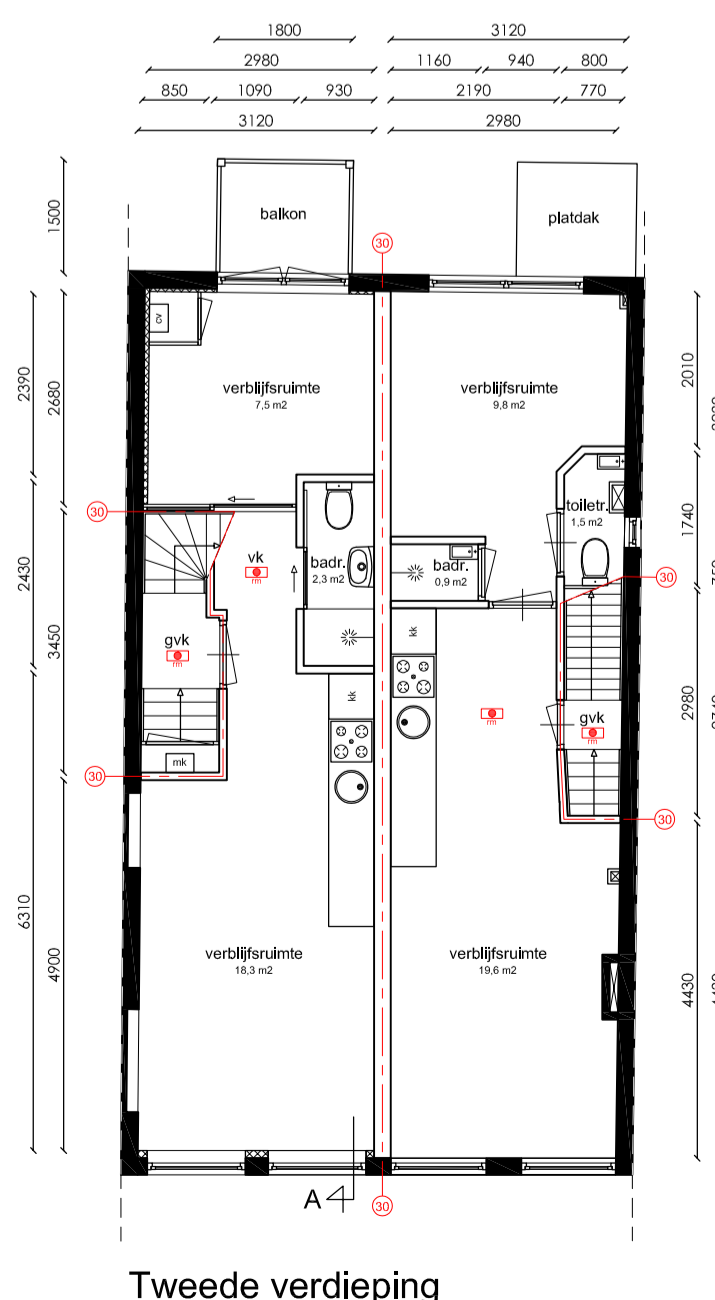 1800 3120
2980 1160 940 800
850 1090 930 2190 770
3120 2980
1500
balkon
platdak
30
cv
2390
2680
verblijfsruimte
7,5 m2
verblijfsruimte
9,8 m2
2010
30
toiletr.
1,5 m2
1740
vk
rm
badr.
2,3 m2
badr.
0,9 m2
30
2430
3450
gvk
rm
kk
kk
rm
gvk
rm
2980
mk
30
30
6310
4900
verblijfsruimte
18,3 m2
verblijfsruimte
19,6 m2
4430
A
30
Tweede verdieping